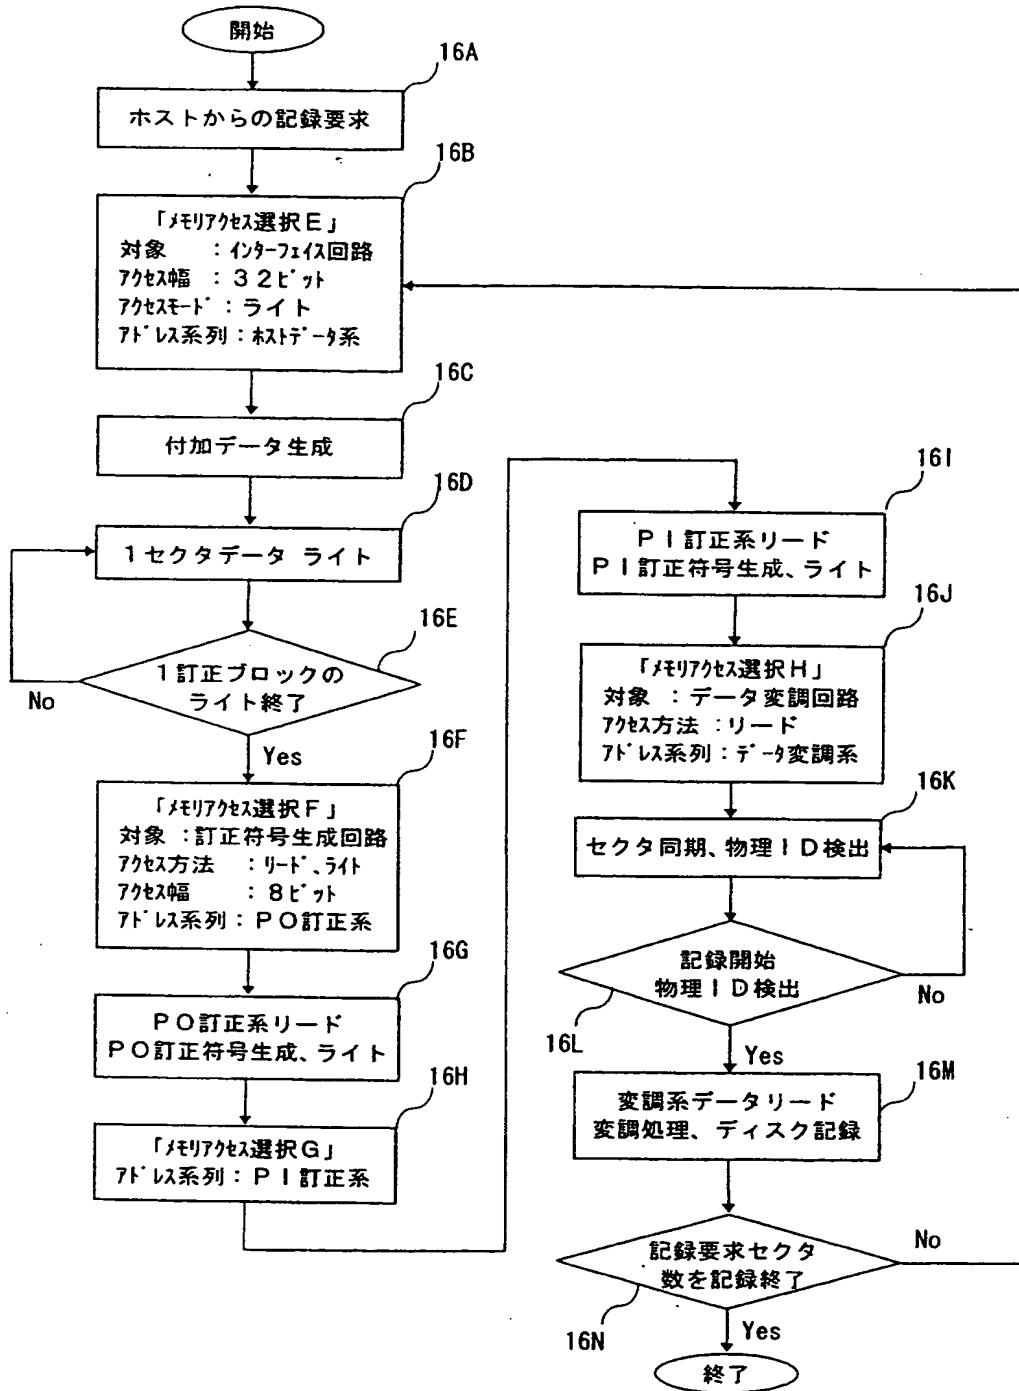 開始
16A
ホストからの記録要求
16B
「ﾒﾓﾘｱｸｾｽ選択E」
対象 :ｲﾝﾀｰﾌｪｲｽ回路
ｱｸｾｽ幅 :32ﾋﾞｯﾄ
ｱｸｾｽﾓｰﾄﾞ:ライト
ｱﾄﾞﾚｽ系列:ﾎｽﾄﾃﾞｰﾀ系
16C
付加データ生成
16D
1セクタデータ ライト
16E
1訂正ブロックの
ライト終了
No
Yes
16F
「ﾒﾓﾘｱｸｾｽ選択F」
対象 :訂正符号生成回路
ｱｸｾｽ方法 :ﾘｰﾄﾞ、ﾗｲﾄ
ｱｸｾｽ幅 :8ﾋﾞｯﾄ
ｱﾄﾞﾚｽ系列:PO訂正系
16G
PO訂正系リード
PO訂正符号生成、ライト
16H
「ﾒﾓﾘｱｸｾｽ選択G」
ｱﾄﾞﾚｽ系列:PI訂正系
16I
PI訂正系リード
PI訂正符号生成、ライト
16J
「ﾒﾓﾘｱｸｾｽ選択H」
対象 :データ変調回路
ｱｸｾｽ方法:リード
ｱﾄﾞﾚｽ系列:ﾃﾞｰﾀ変調系
16K
セクタ同期、物理ID検出
記録開始
物理ID検出
No
16L
Yes
16M
変調系データリード
変調処理、ディスク記録
記録要求セクタ
数を記録終了
No
16N
Yes
終了